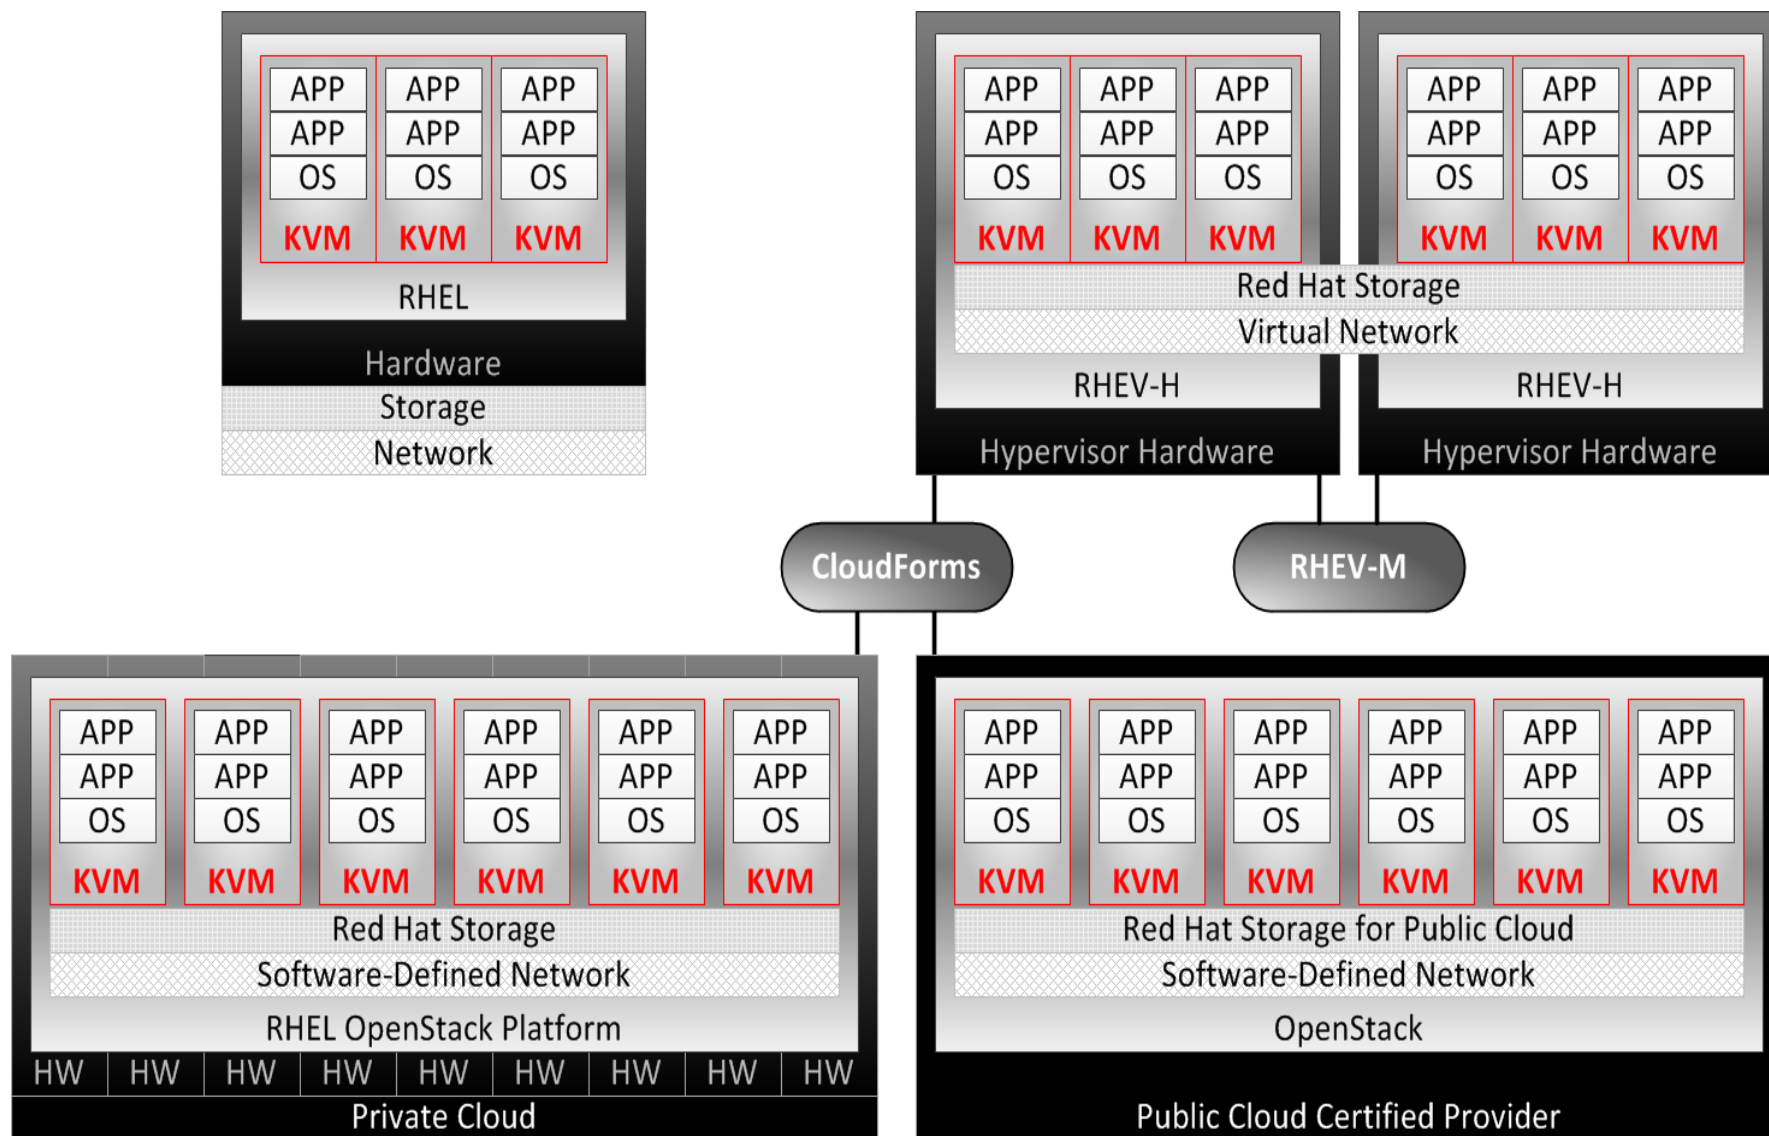 APP APP APP
APP APP APP
OS OS OS
KVM KVM KVM
RHEL
Hardware
Storage
Network
APP APP APP APP APP APP
APP APP APP APP APP APP
OS OS OS OS OS OS
KVM KVM KVM KVM KVM KVM
Red Hat Storage
Virtual Network
RHEV-H RHEV-H
Hypervisor Hardware Hypervisor Hardware
CloudForms RHEV-M
APP APP APP APP APP APP
APP APP APP APP APP APP
OS OS OS OS OS OS
KVM KVM KVM KVM KVM KVM
Red Hat Storage
Software-Defined Network
RHEL OpenStack Platform
HW HW HW HW HW HW HW HW HW
Private Cloud
APP APP APP APP APP APP
APP APP APP APP APP APP
OS OS OS OS OS OS
KVM KVM KVM KVM KVM KVM
Red Hat Storage for Public Cloud
Software-Defined Network
OpenStack
Public Cloud Certified Provider